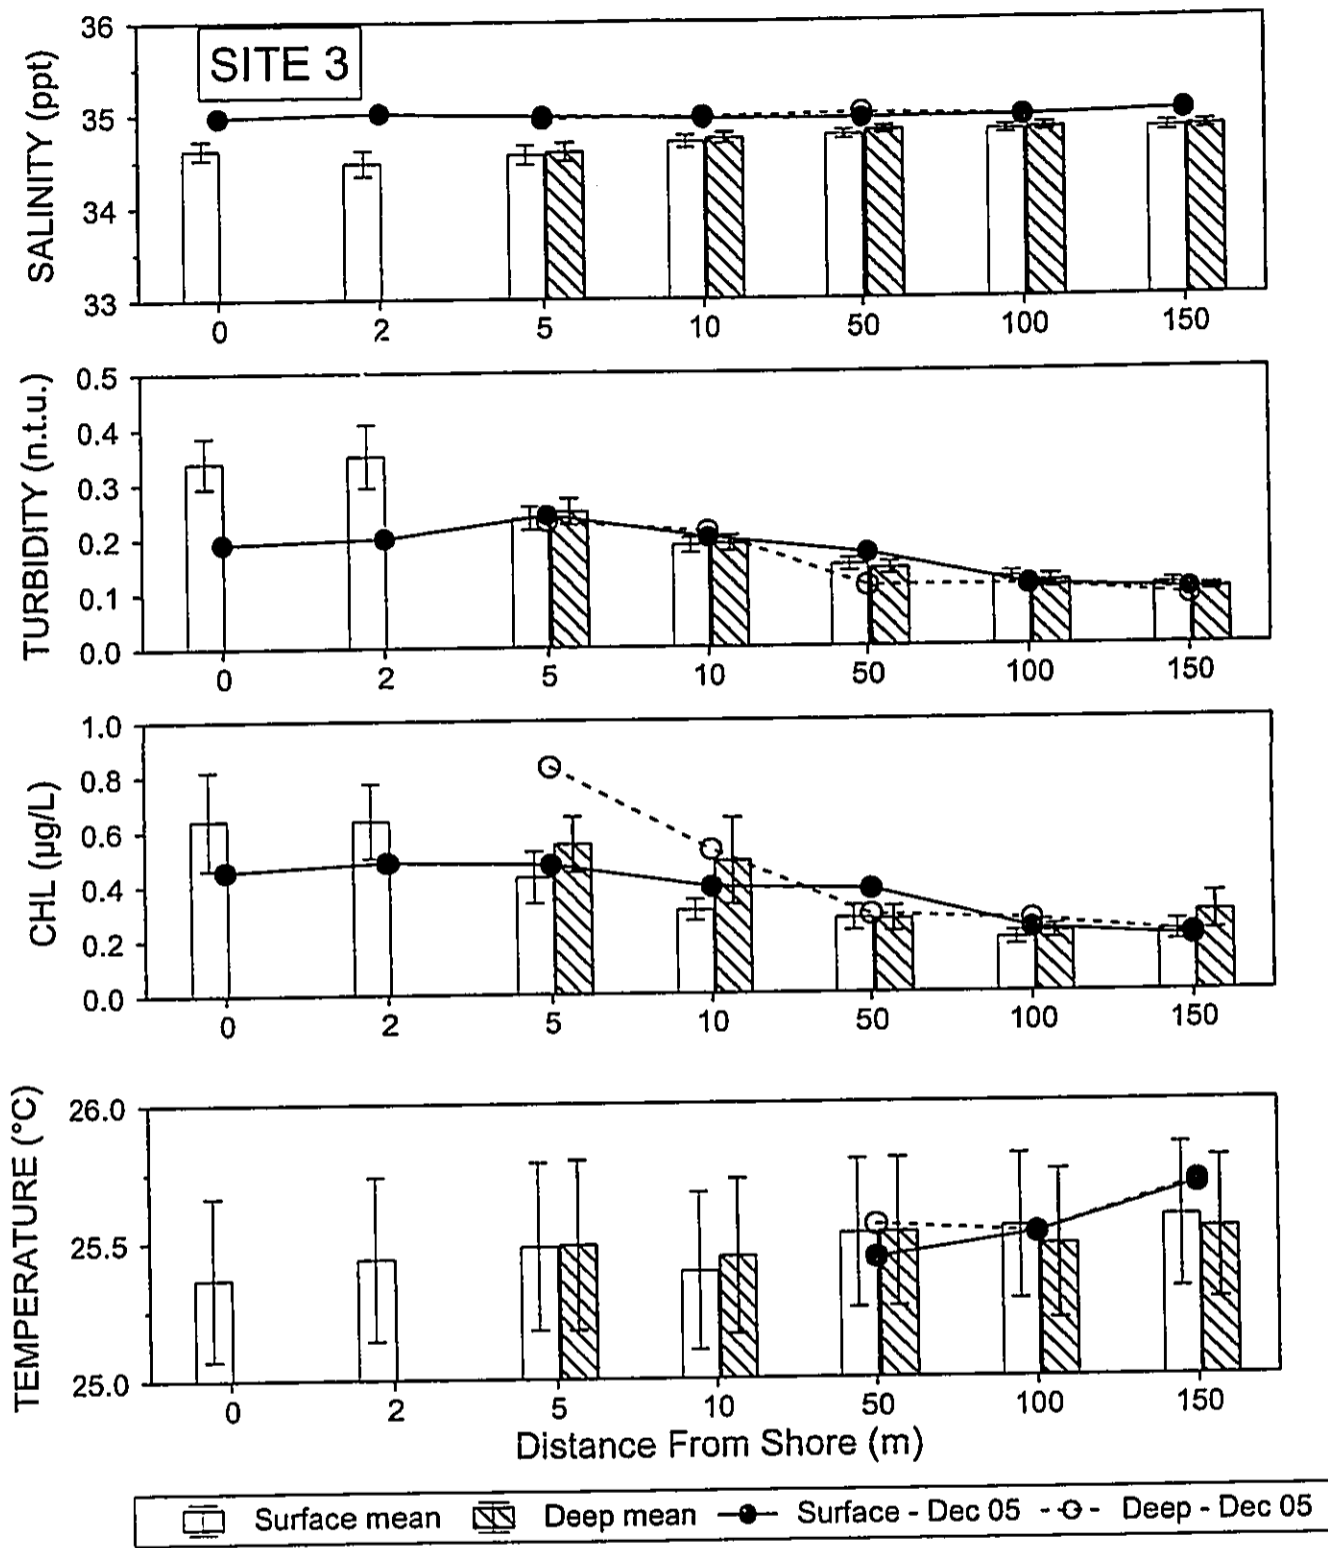 SITE 3
SALINITY (ppt)
36
35
34
33
0 2 5 10 50 100 150
TURBIDITY (n.t.u.)
0.5
0.4
0.3
0.2
0.1
0.0
0 2 5 10 50 100 150
CHL (µg/L)
1.0
0.8
0.6
0.4
0.2
0.0
0 2 5 10 50 100 150
TEMPERATURE (°C)
26.0
25.5
25.0
0 2 5 10 50 100 150
Distance From Shore (m)
Surface mean Deep mean Surface - Dec 05 Deep - Dec 05